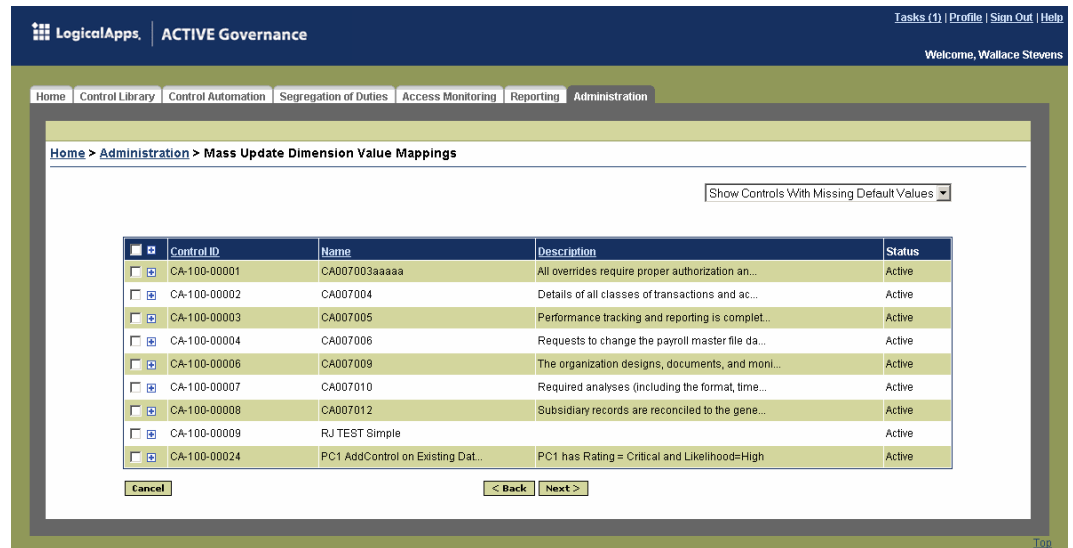 Tasks (1) | Profile | Sign Out | Help
LogicalApps. ACTIVE Governance
Welcome, Wallace Stevens
Home Control Library Control Automation Segregation of Duties Access Monitoring Reporting Administration
Home > Administration > Mass Update Dimension Value Mappings
Show Controls With Missing Default Values
Control ID Name Description Status
CA-100-00001 CA007003aaaaa All overrides require proper authorization an... Active
CA-100-00002 CA007004 Details of all classes of transactions and ac... Active
CA-100-00003 CA007005 Performance tracking and reporting is complet... Active
CA-100-00004 CA007006 Requests to change the payroll master file da... Active
CA-100-00006 CA007009 The organization designs, documents, and moni... Active
CA-100-00007 CA007010 Required analyses (including the format, time... Active
CA-100-00008 CA007012 Subsidiary records are reconciled to the gene... Active
CA-100-00009 RJ TEST Simple Active
CA-100-00024 PC1 AddControl on Existing Dat... PC1 has Rating = Critical and Likelihood=High Active
Cancel < Back Next >
Top